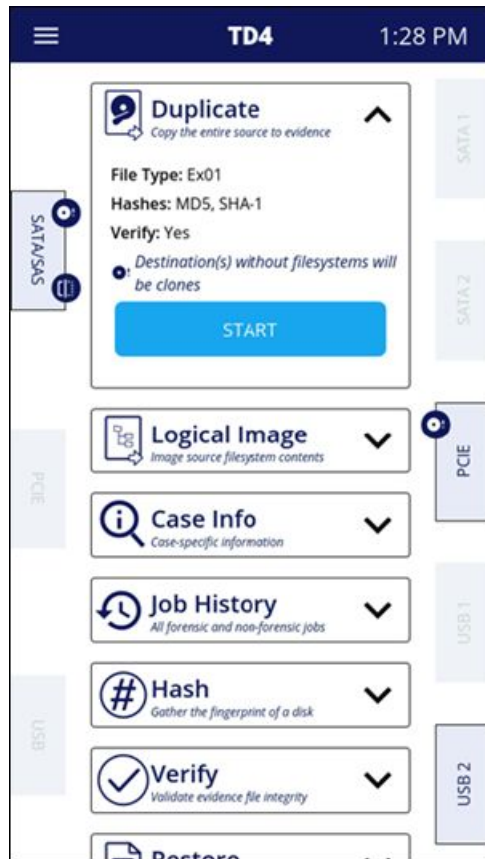 TD4
1:28 PM
Duplicate
Copy the entire source to evidence
File Type: Ex01
Hashes: MD5, SHA-1
Verify: Yes
Destination(s) without filesystems will
be clones
START
Logical Image
Image source filesystem contents
Case Info
Case-specific information
Job History
All forensic and non-forensic jobs
Hash
Gather the fingerprint of a disk
Verify
Validate evidence file integrity
Restore
SATA/SAS
PCIE
USB
SATA 1
SATA 2
PCIE
USB 1
USB 2